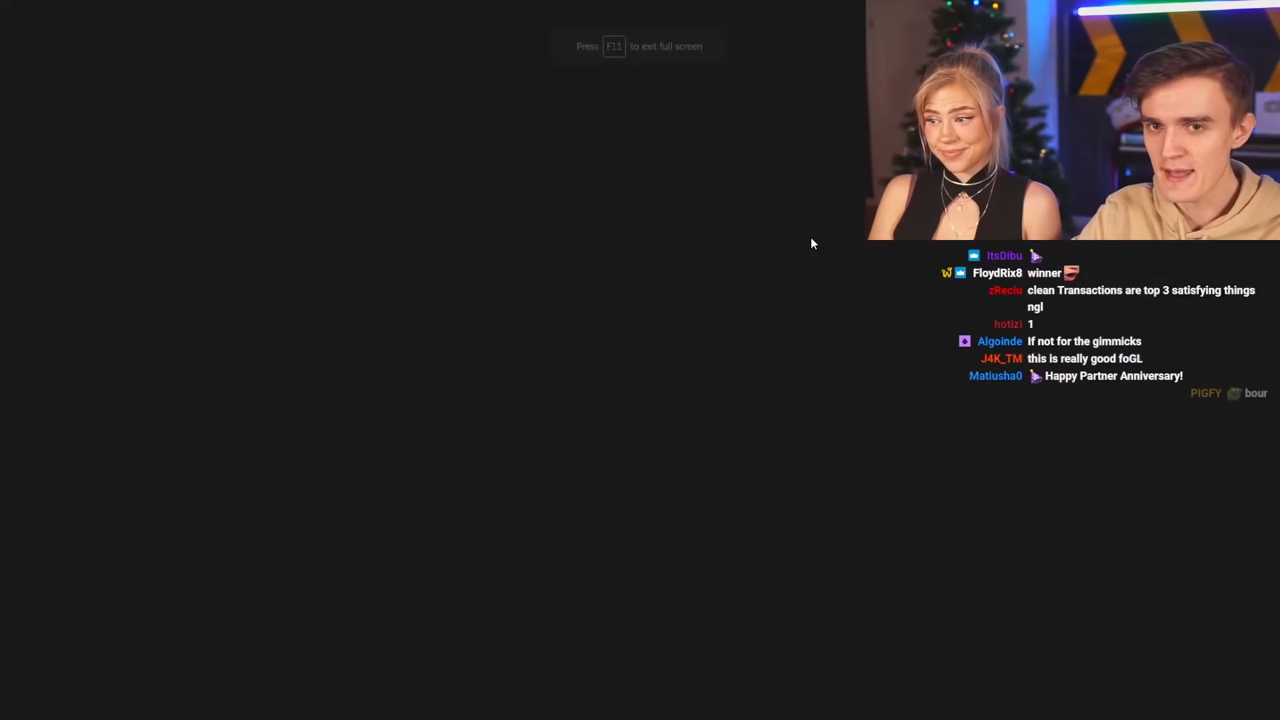 Press F11 to exit full screen
ItsDibu
FloydRix8 winner
zReciu clean Transactions are top 3 satisfying things
ngl
hotizi 1
Algoinde If not for the gimmicks
J4K_TM this is really good foGL
Matiusha0 Happy Partner Anniversary!
PIGFY bour